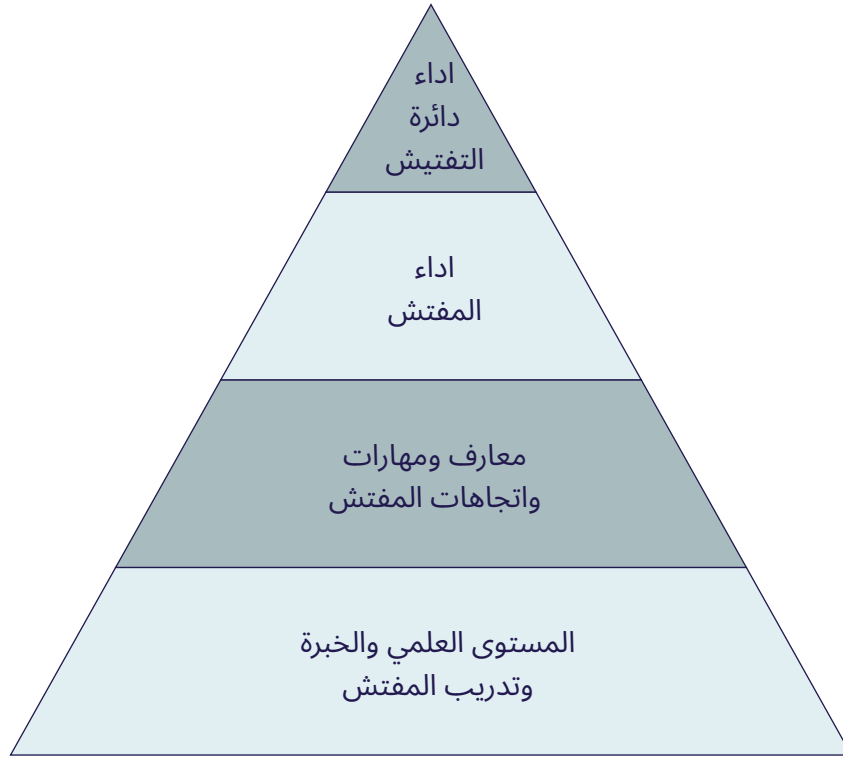 اداء
دائرة
التفتيش
اداء
المفتش
معارف ومهارات
واتجاهات المفتش
المستوى العلمي والخبرة
وتدريب المفتش